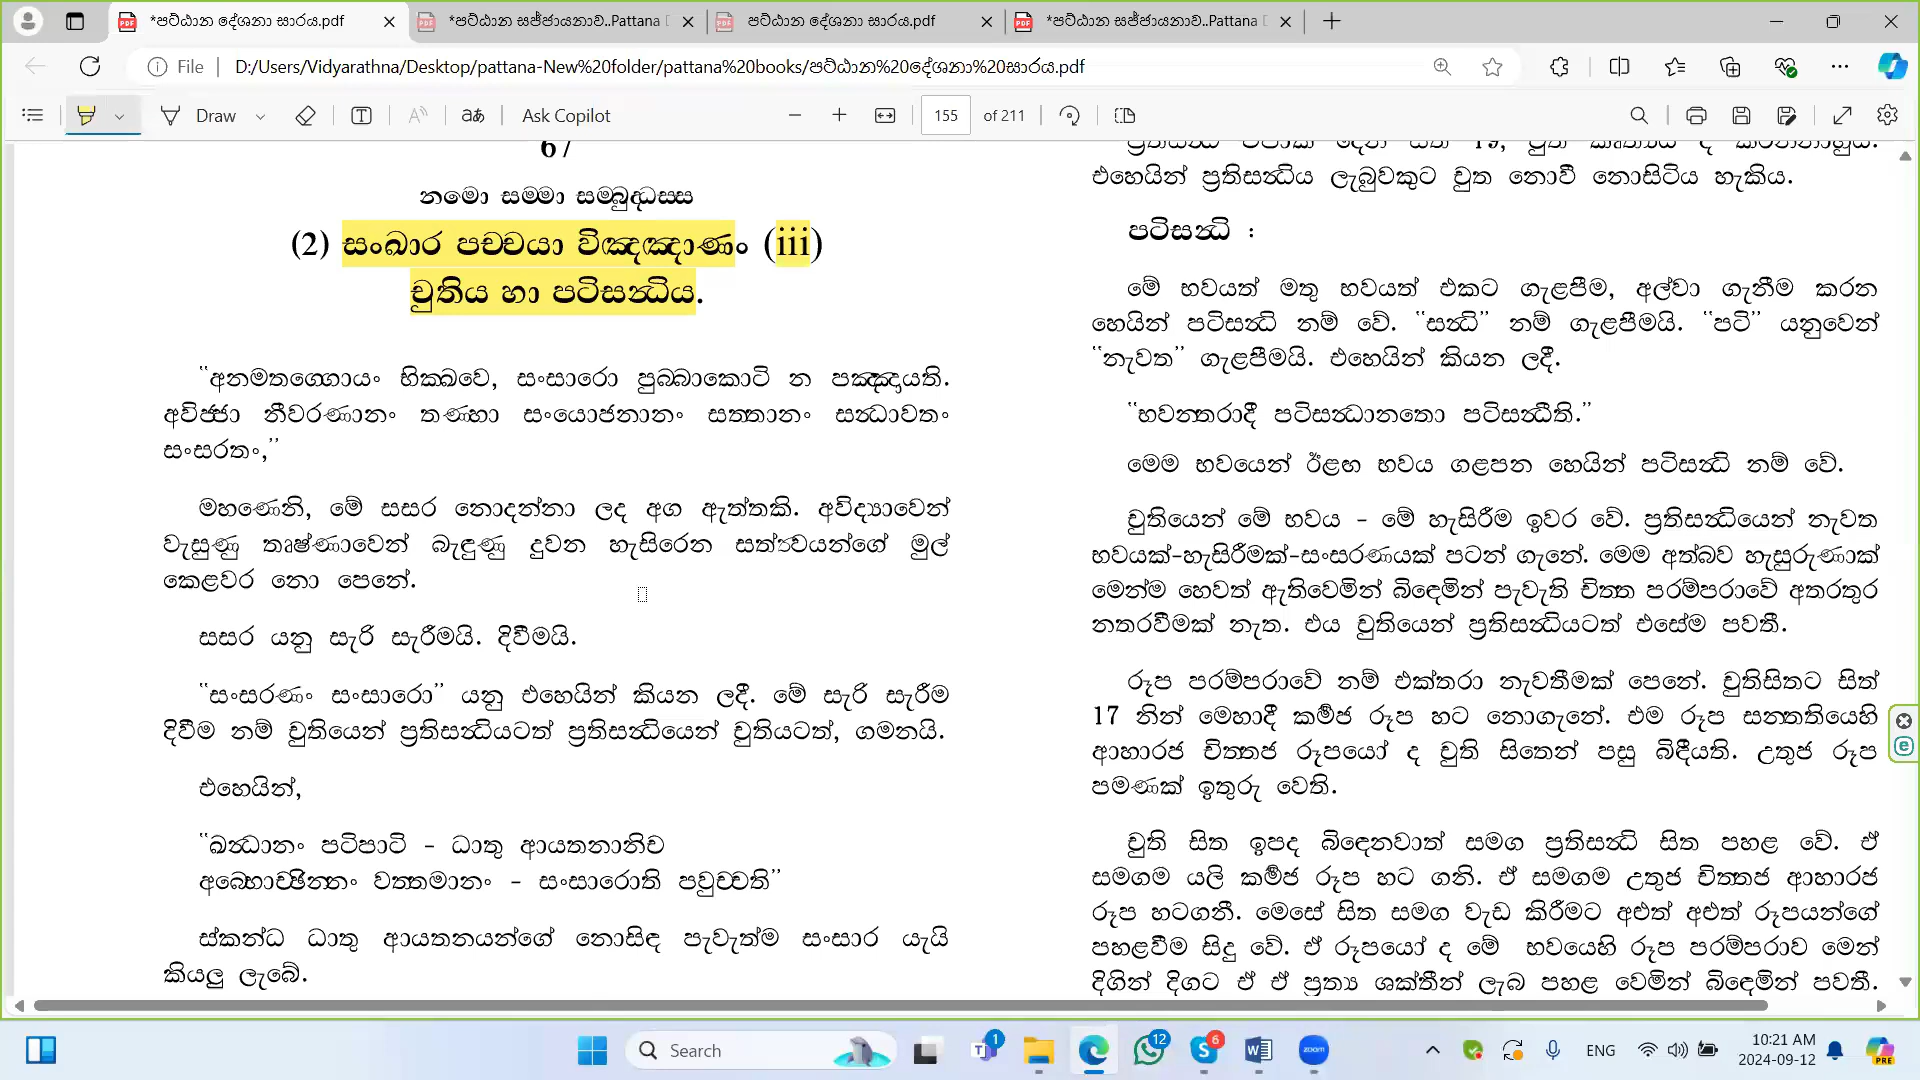 *පට්ඨාන දේශනා සාරය.pdf
*පට්ඨාන සජ්ඣායනාව..Pattana
පට්ඨාන දේශනා සාරය.pdf
*පට්ඨාන සජ්ඣායනාව..Pattana
File
D:/Users/Vidyarathna/Desktop/pattana-New%20folder/pattana%20books/පට්ඨාන%20දේශනා%20සාරය.pdf
Draw
Ask Copilot
155
of 211
67
නමො සම්මා සම්බුද්ධස්ස
(2) සංඛාර පච්චයා විඤ්ඤාණං (iii)
චුතිය හා පටිසන්ධිය.
“අනමතග්ගොයං භික්ඛවෙ, සංසාරො පුබ්බාකොටි න පඤ්ඤායති.
අවිජ්ජා නීවරණානං තණ්හා සංයොජනානං සත්තානං සන්ධාවතං
සංසරතං,”
මහණෙනි, මේ සසර නොදන්නා ලද අග ඇත්තකි. අවිද්‍යාවෙන්
වැසුණු තෘෂ්ණාවෙන් බැඳුණු දුවන හැසිරෙන සත්ත්‍වයන්ගේ මුල්
කෙළවර නො පෙනේ.
සසර යනු සැරි සැරීමයි. දිවීමයි.
“සංසරණං සංසාරො” යනු එහෙයින් කියන ලදී. මේ සැරි සැරීම
දිවීම නම් චුතියෙන් ප්‍රතිසන්ධියටත් ප්‍රතිසන්ධියෙන් චුතියටත්, ගමනයි.
එහෙයින්,
“ඛන්ධානං පටිපාටි - ධාතු ආයතනානිච
අබ්භොච්ඡින්නං වත්තමානං - සංසාරොති පවුච්චති”
ස්කන්ධ ධාතු ආයතනයන්ගේ නොසිඳ පැවැත්ම සංසාර යැයි
කියලු ලැබේ.
ප්‍රතිසන්ධි විපාක දෙන සිත් 19, චුති කෘත්‍යය ද කරන්නාහුය.
එහෙයින් ප්‍රතිසන්ධිය ලැබුවකුට චුත නොවී නොසිටිය හැකිය.
පටිසන්ධි :
මේ භවයත් මතු භවයත් එකට ගැළපීම, අල්වා ගැනීම කරන
හෙයින් පටිසන්ධි නම් වේ. “සන්ධි” නම් ගැළපීමයි. “පටි” යනුවෙන්
“නැවත” ගැළපීමයි. එහෙයින් කියන ලදී.
“භවන්තරාදී පටිසන්ධානතො පටිසන්ධීති.”
මෙම භවයෙන් ඊළඟ භවය ගළපන හෙයින් පටිසන්ධි නම් වේ.
චුතියෙන් මේ භවය - මේ හැසිරීම ඉවර වේ. ප්‍රතිසන්ධියෙන් නැවත
භවයක්-හැසිරීමක්-සංසරණයක් පටන් ගැනේ. මෙම අත්බව හැසුරුණාක්
මෙන්ම හෙවත් ඇතිවෙමින් බිඳෙමින් පැවැති චිත්ත පරම්පරාවේ අතරතුර
නතරවීමක් නැත. එය චුතියෙන් ප්‍රතිසන්ධියටත් එසේම පවතී.
රූප පරම්පරාවේ නම් එක්තරා නැවතීමක් පෙනේ. චුතිසිතට සිත්
17 නින් මෙහාදී කර්මජ රූප හට නොගැනේ. එම රූප සන්තතියෙහි
ආහාරජ චිත්තජ රූපයෝ ද චුති සිතෙන් පසු බිඳීයති. උතුජ රූප
පමණක් ඉතුරු වෙති.
චුති සිත ඉපද බිඳෙනවාත් සමග ප්‍රතිසන්ධි සිත පහළ වේ. ඒ
සමගම යලි කර්මජ රූප හට ගනී. ඒ සමගම උතුජ චිත්තජ ආහාරජ
රූප හටගනී. මෙසේ සිත සමග වැඩ කිරීමට අළුත් අළුත් රූපයන්ගේ
පහළවීම සිදු වේ. ඒ රූපයෝ ද මේ භවයෙහි රූප පරම්පරාව මෙන්
දිගින් දිගට ඒ ඒ ප්‍රත්‍ය ශක්තීන් ලැබ පහළ වෙමින් බිඳෙමින් පවතී.
Search
1
12
6
zoom
ENG
10:21 AM
2024-09-12
PRE